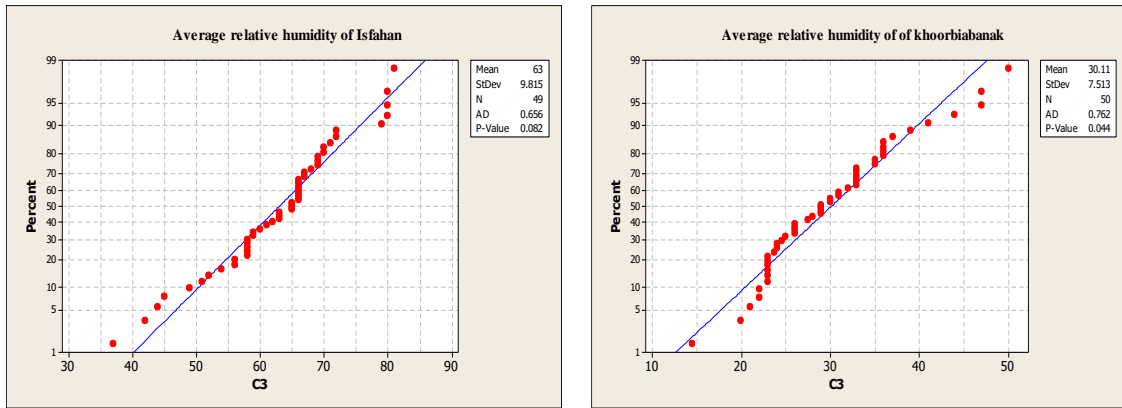 Average relative humidity of Isfahan
99
95
90
80
70
60
50
40
30
20
10
5
1
Percent
30 40 50 60 70 80 90
C3
Mean 63
StDev 9.815
N 49
AD 0.656
P-Value 0.082
Average relative humidity of of khoorbiabanak
99
95
90
80
70
60
50
40
30
20
10
5
1
Percent
10 20 30 40 50
C3
Mean 30.11
StDev 7.513
N 50
AD 0.762
P-Value 0.044